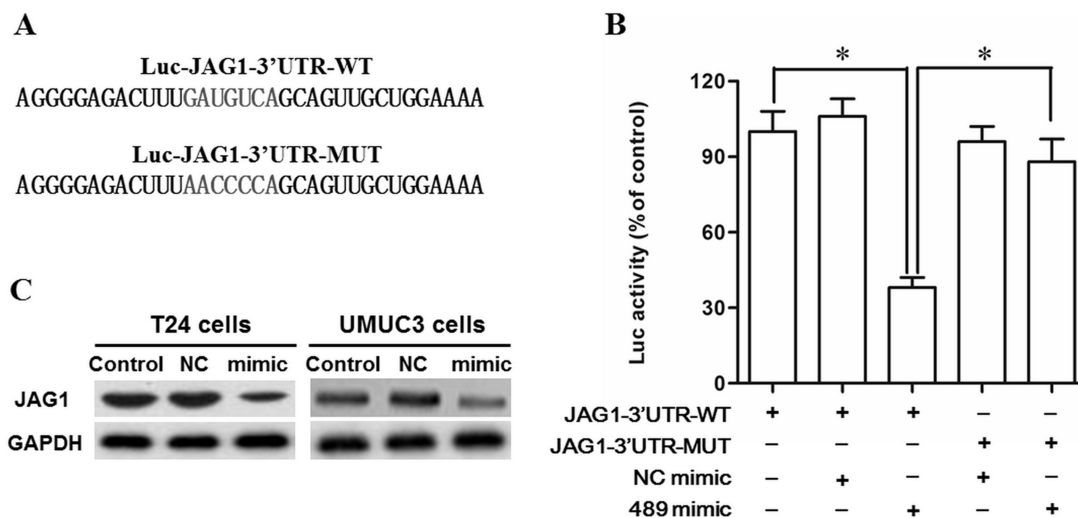 A
Luc-JAG1-3'UTR-WT
AGGGGAGACUUUGAUGUCAGCAGUUGCUGGAAAA
Luc-JAG1-3'UTR-MUT
AGGGGAGACUUUAACCCCAGCAGUUGCUGGAAAA
C
T24 cells UMUC3 cells
Control NC mimic Control NC mimic
JAG1
GAPDH
B
* *
Luc activity (% of control)
120
90
60
30
0
JAG1-3'UTR-WT + + + – –
JAG1-3'UTR-MUT – – – + +
NC mimic – + – + –
489 mimic – – + – +